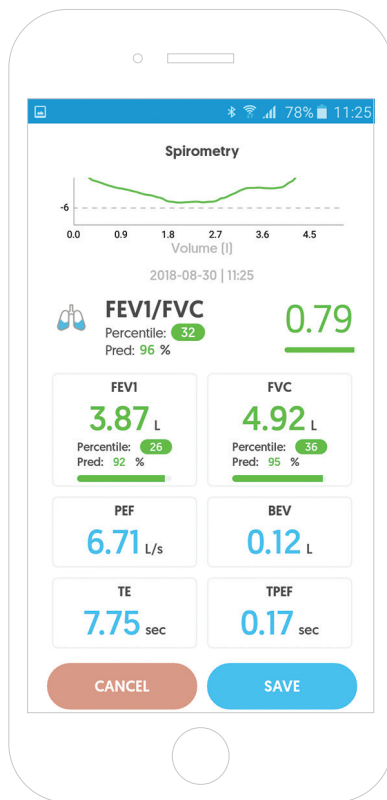 78% 11:25
Spirometry
-6
0.0 0.9 1.8 2.7 3.6 4.5
Volume (l)
2018-08-30 | 11:25
FEV1/FVC
Percentile: 32
Pred: 96 %
0.79
FEV1
3.87 L
Percentile: 26
Pred: 92 %
FVC
4.92 L
Percentile: 36
Pred: 95 %
PEF
6.71 L/s
BEV
0.12 L
TE
7.75 sec
TPEF
0.17 sec
CANCEL
SAVE